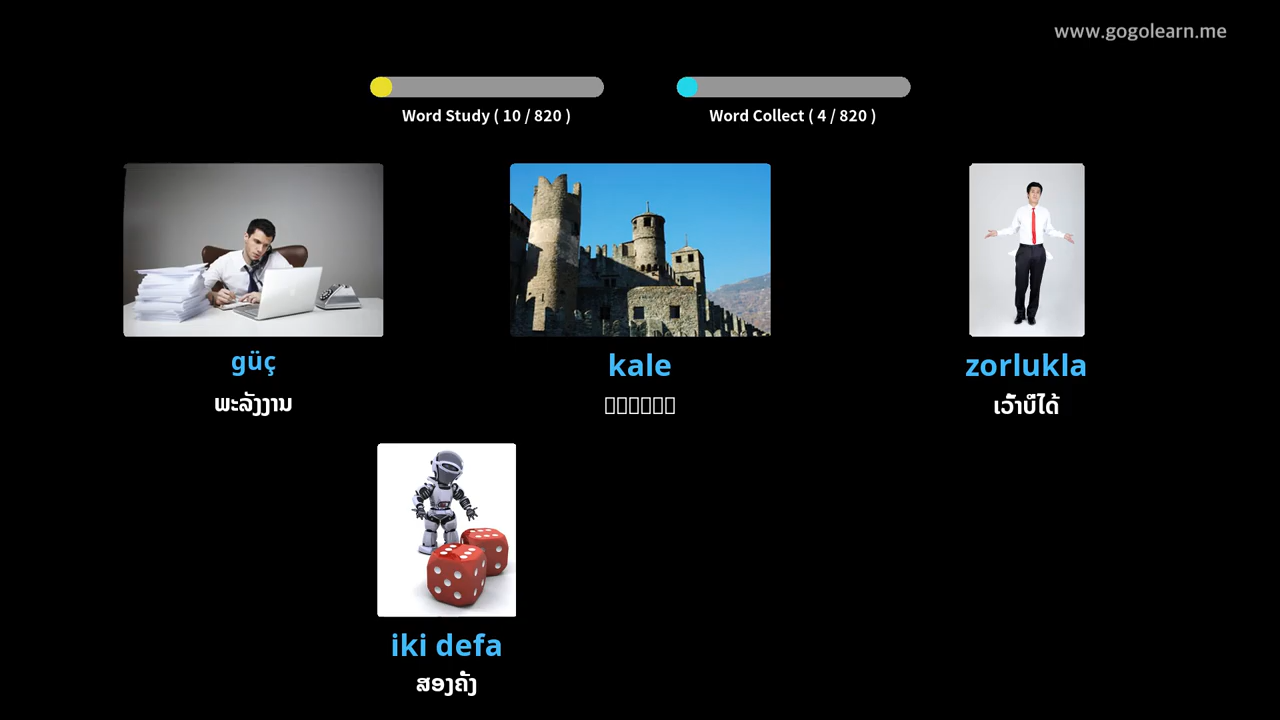 www.gogolearn.me
Word Study ( 10 / 820 )
Word Collect ( 4 / 820 )
güç
kale
zorlukla
ພະລັງງານ
ເວົ້າບໍ່ໄດ້
iki defa
ສອງຄັ້ງ